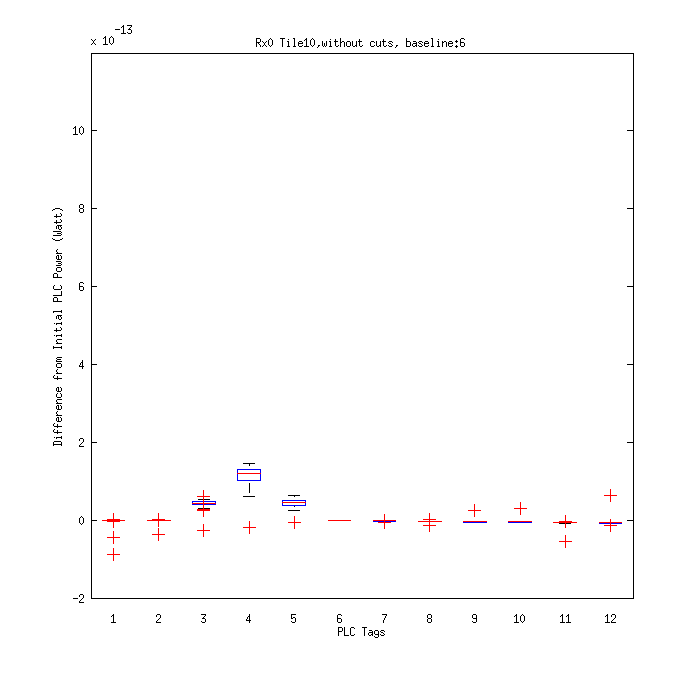 x 10^-13
Rx0 Tile10,without cuts, baseline:6
Difference from Initial PLC Power (Watt)
10
8
6
4
2
0
-2
1 2 3 4 5 6 7 8 9 10 11 12
PLC Tags